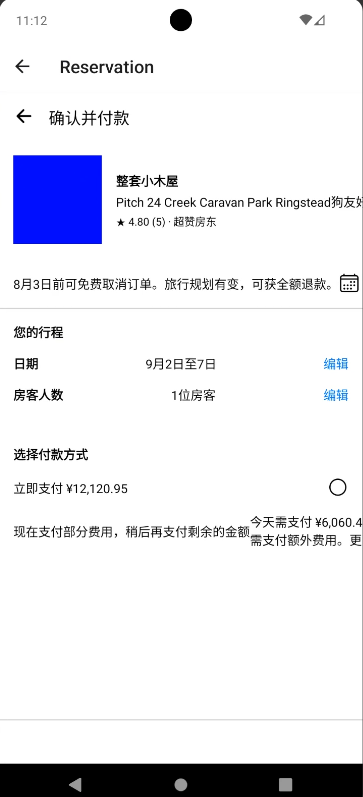 11:12
Reservation
确认并付款
整套小木屋
Pitch 24 Creek Caravan Park Ringstead狗友
★ 4.80 (5) · 超赞房东
8月3日前可免费取消订单。旅行规划有变，可获全额退款。
您的行程
日期 9月2日至7日 编辑
房客人数 1位房客 编辑
选择付款方式
立即支付 ¥12,120.95
现在支付部分费用，稍后再支付剩余的金额
今天需支付 ¥6,060.4
需支付额外费用。更